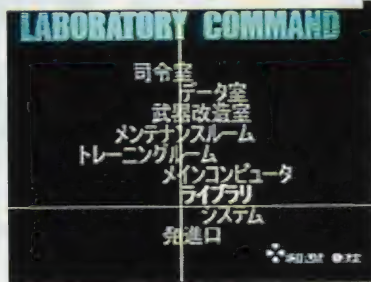 LABORATORY COMMAND
司令室
データ室
武器改造室
メンテナンスルーム
トレーニングルーム
メインコンピュータ
ライブラリ
システム
発進口